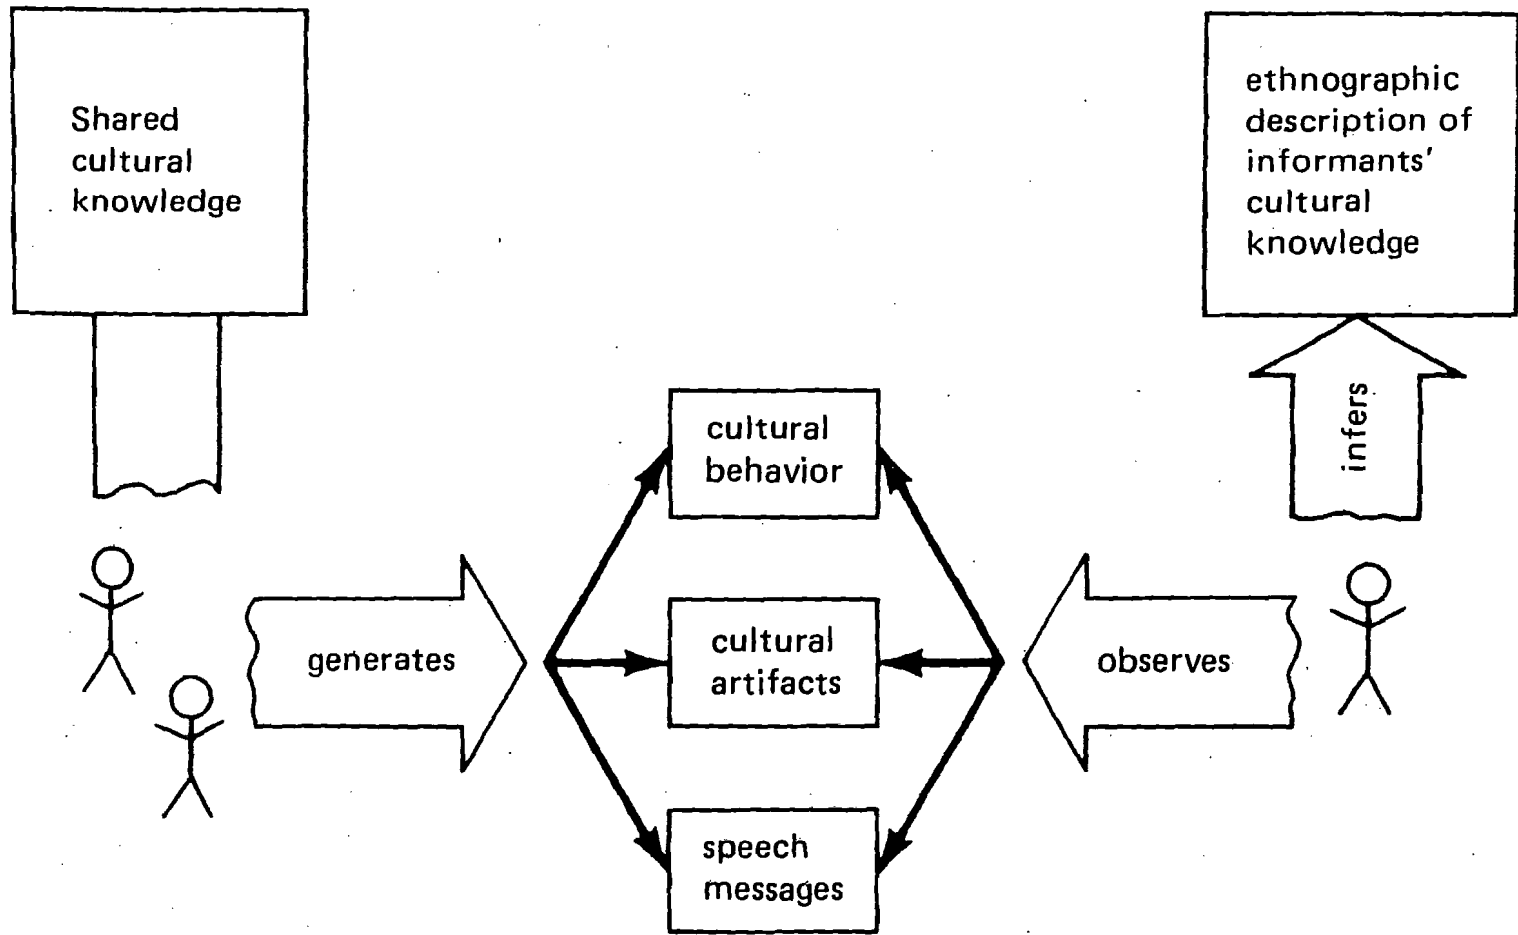 Shared
cultural
knowledge
ethnographic
description of
informants'
cultural
knowledge
infers
cultural
behavior
generates
cultural
artifacts
observes
speech
messages